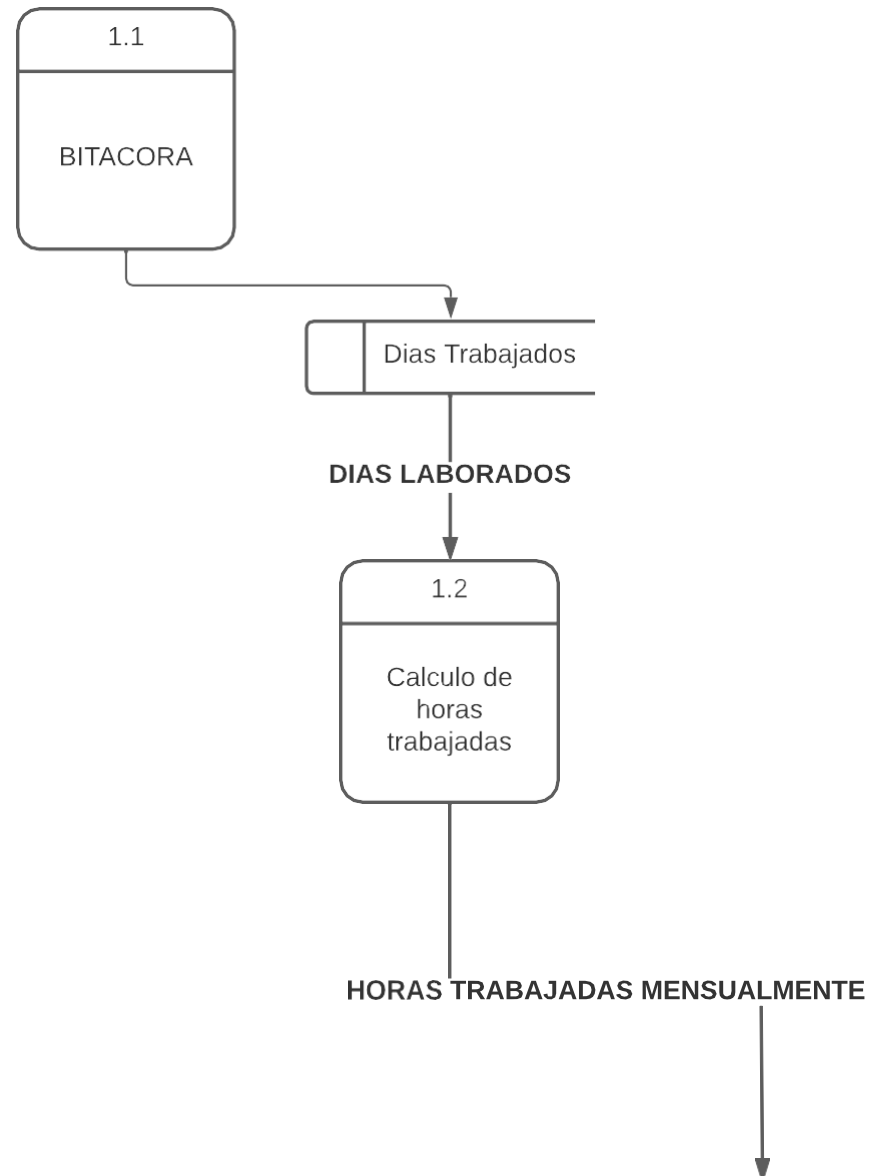 1.1
BITACORA
Dias Trabajados
DIAS LABORADOS
1.2
Calculo de
horas
trabajadas
HORAS TRABAJADAS MENSUALMENTE